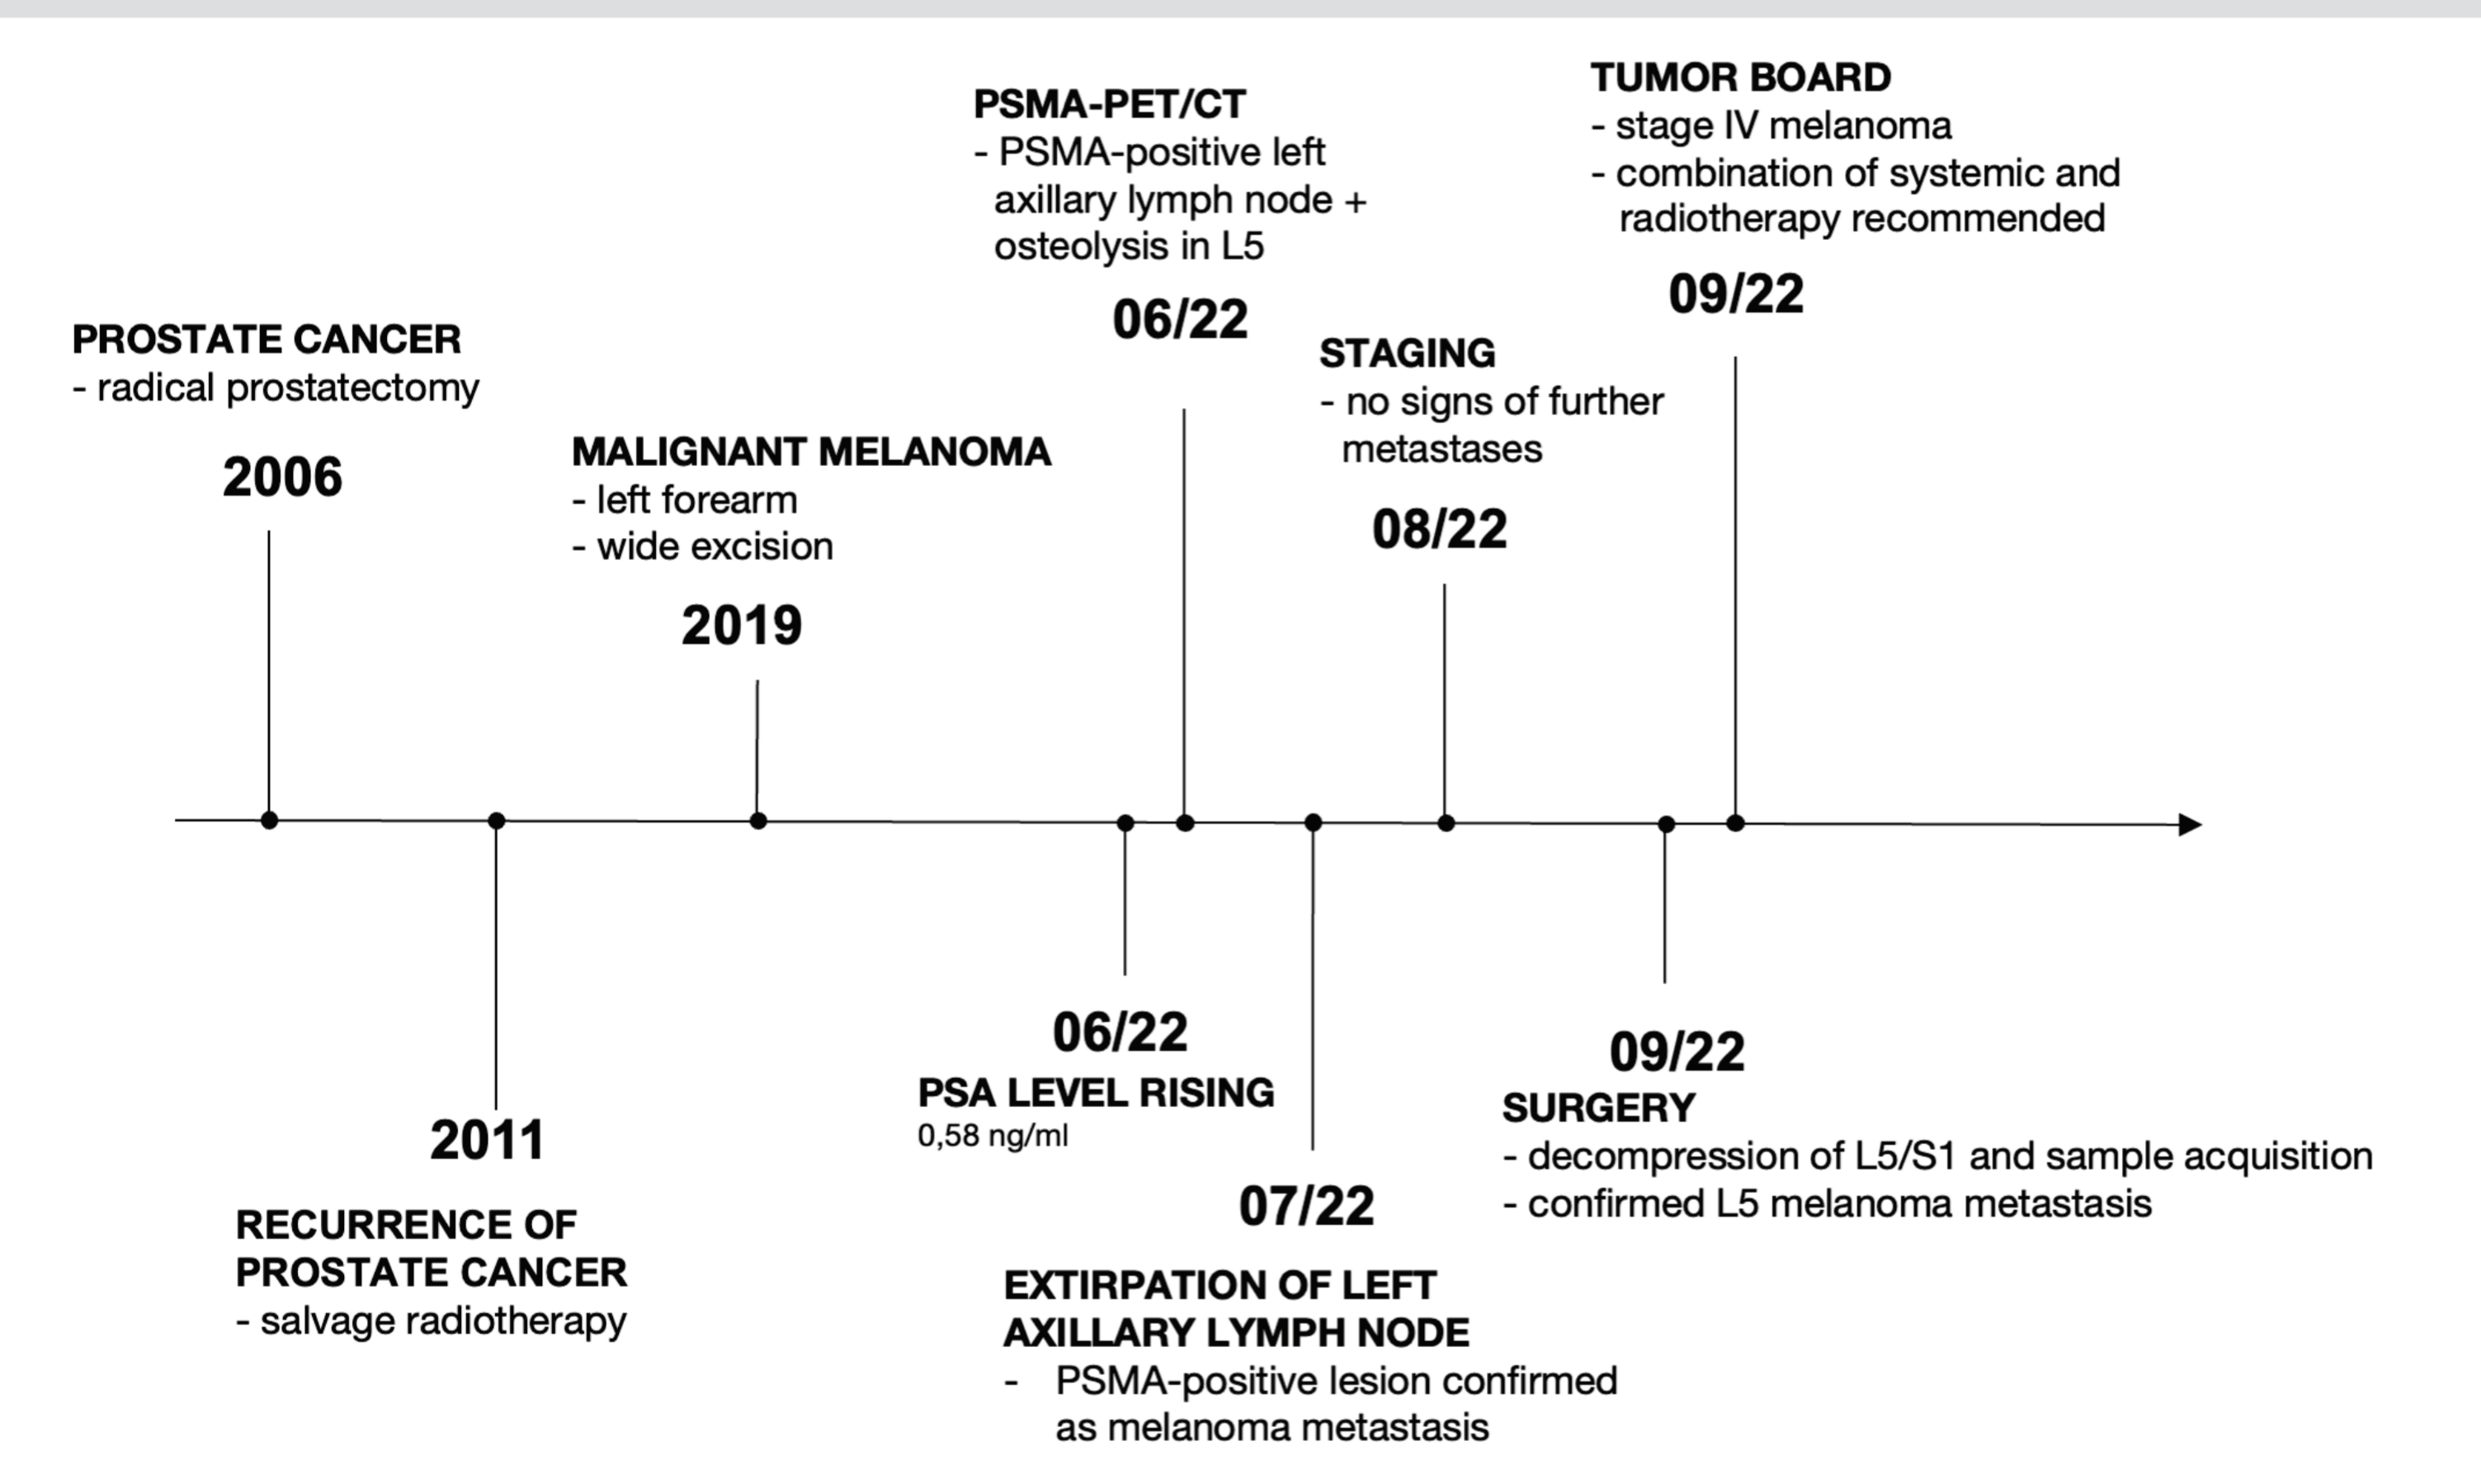 PROSTATE CANCER
- radical prostatectomy
2006
RECURRENCE OF
PROSTATE CANCER
- salvage radiotherapy
2011
MALIGNANT MELANOMA
- left forearm
- wide excision
2019
06/22
PSA LEVEL RISING
0,58 ng/ml
PSMA-PET/CT
- PSMA-positive left
axillary lymph node +
osteolysis in L5
06/22
07/22
EXTIRPATION OF LEFT
AXILLARY LYMPH NODE
- PSMA-positive lesion confirmed
as melanoma metastasis
STAGING
- no signs of further
metastases
08/22
09/22
SURGERY
- decompression of L5/S1 and sample acquisition
- confirmed L5 melanoma metastasis
TUMOR BOARD
- stage IV melanoma
- combination of systemic and
radiotherapy recommended
09/22